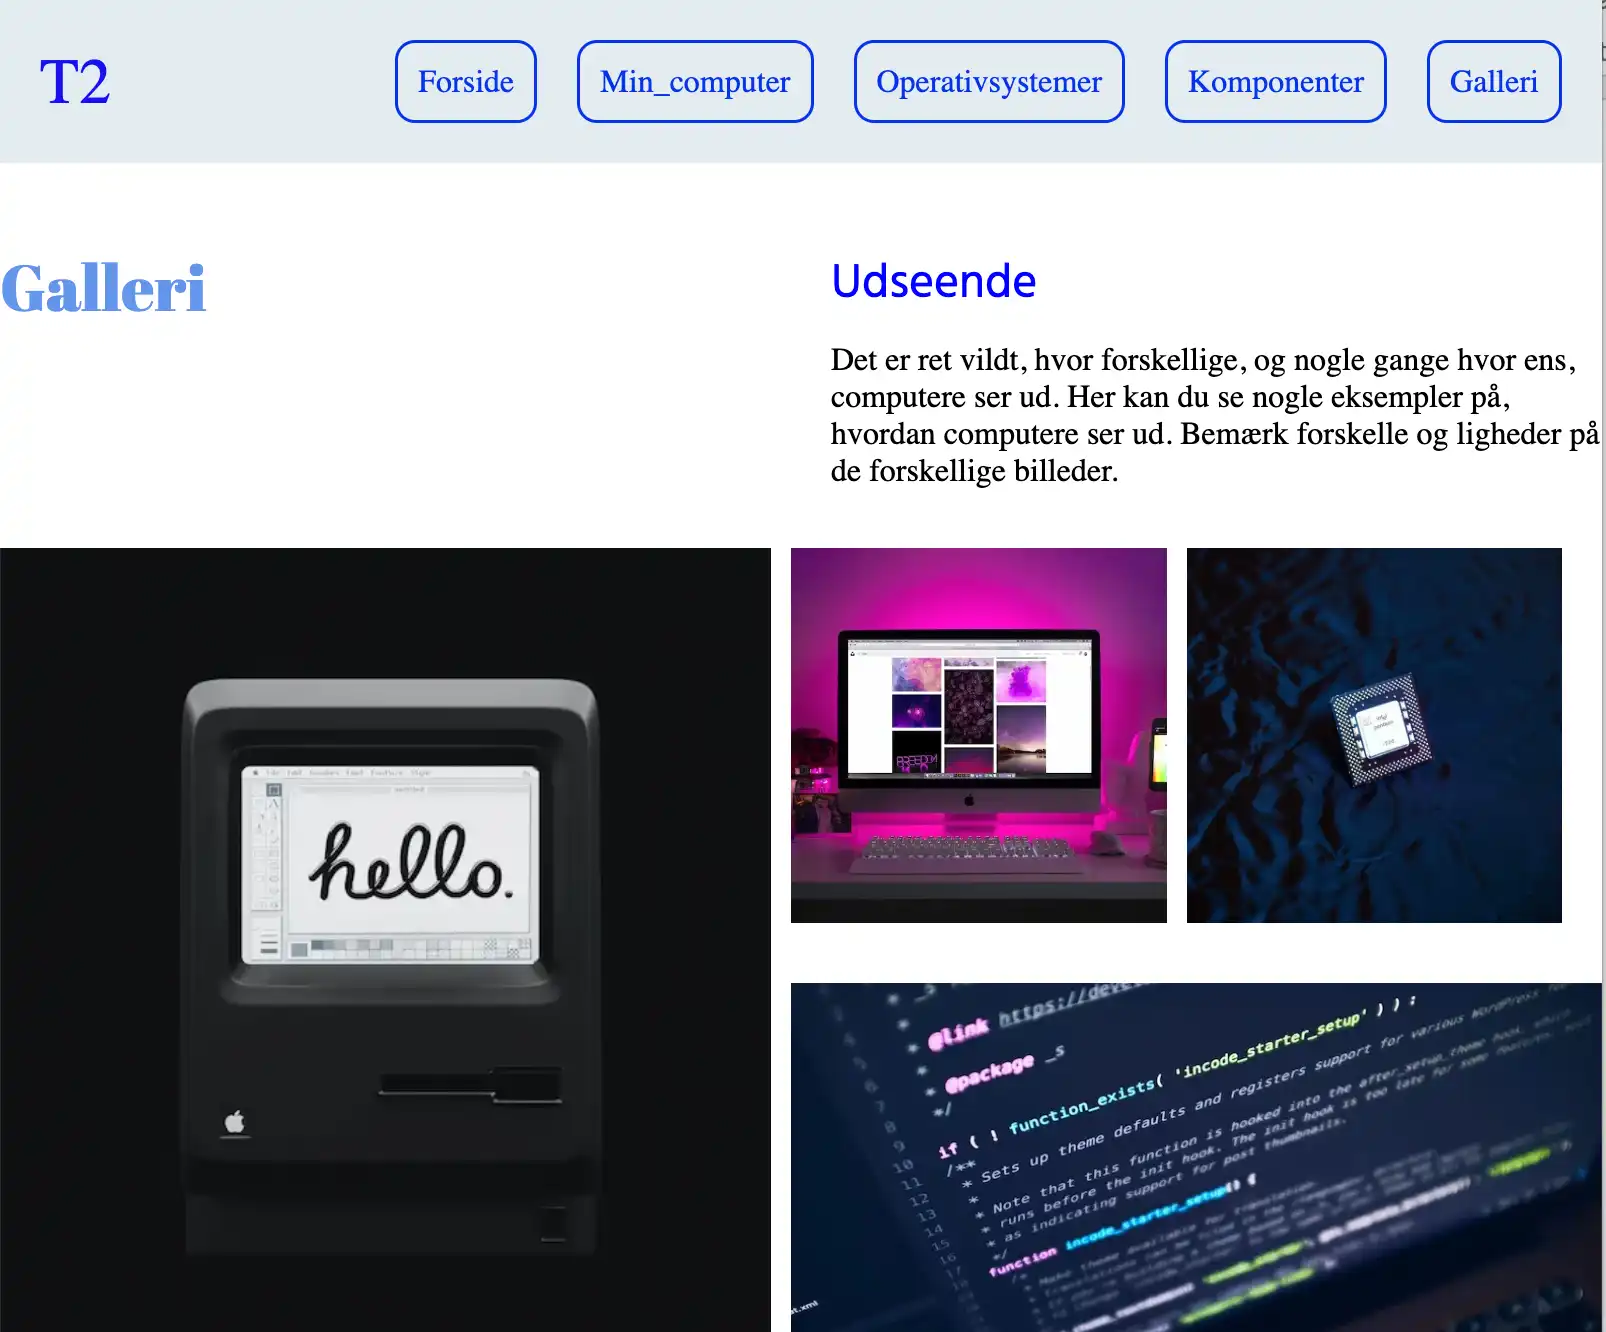 T2
Forside
Min_computer
Operativsystemer
Komponenter
Galleri
Galleri
Udseende
Det er ret vildt, hvor forskellige, og nogle gange hvor ens,
computere ser ud. Her kan du se nogle eksempler på,
hvordan computere ser ud. Bemærk forskelle og ligheder på
de forskellige billeder.
hello.
* @link https://deve
* @package _s
*/
if ( ! function_exists( 'incode_starter_setup' ) ) :
/**
* Sets up theme defaults and registers support for various WordPress
*
* Note that this function is hooked into the after_setup_theme hook, which
* runs before the init hook. The init hook is too late for some features,
* as indicating support for post thumbnails.
*/
function incode_starter_setup() {